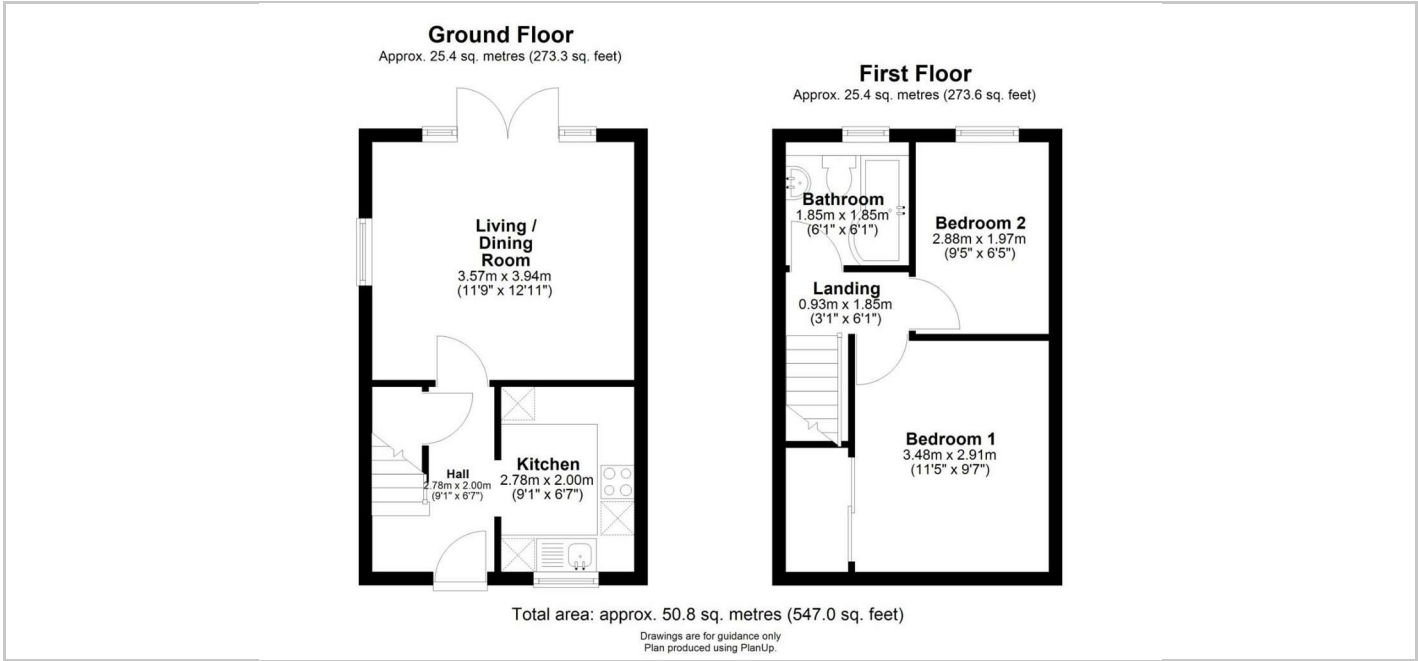 Ground Floor
Approx. 25.4 sq. metres (273.3 sq. feet)
Living /
Dining
Room
3.57m x 3.94m
(11'9" x 12'11")
Hall
2.78m x 2.00m
(9'1" x 6'7")
Kitchen
2.78m x 2.00m
(9'1" x 6'7")
First Floor
Approx. 25.4 sq. metres (273.6 sq. feet)
Bathroom
1.85m x 1.85m
(6'1" x 6'1")
Bedroom 2
2.88m x 1.97m
(9'5" x 6'5")
Landing
0.93m x 1.85m
(3'1" x 6'1")
Bedroom 1
3.48m x 2.91m
(11'5" x 9'7")
Total area: approx. 50.8 sq. metres (547.0 sq. feet)
Drawings are for guidance only
Plan produced using PlanUp.